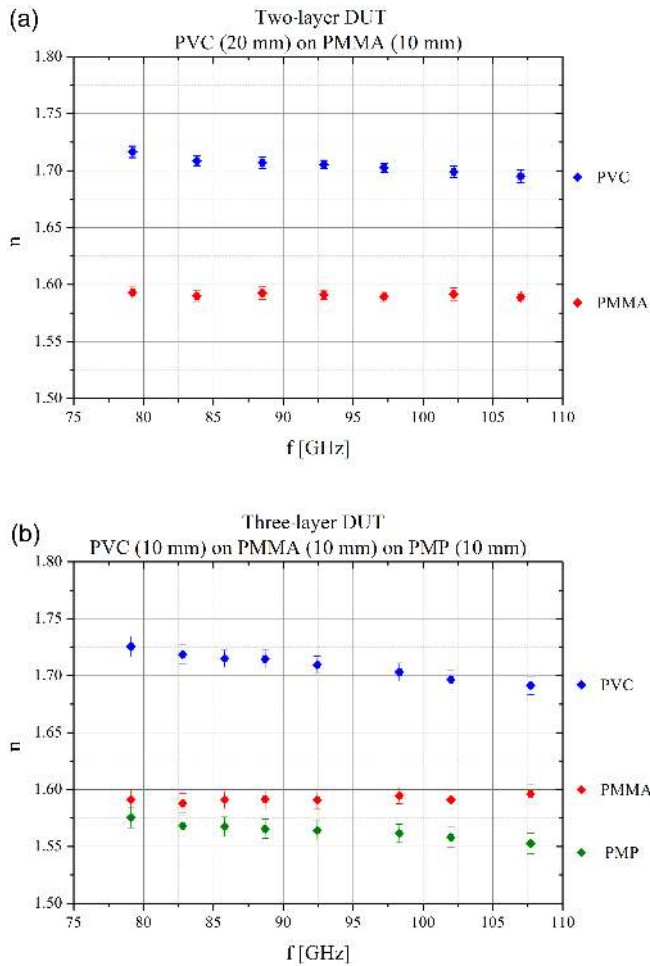 (a)
Two-layer DUT
PVC (20 mm) on PMMA (10 mm)
1.80
1.75
1.70
1.65
1.60
1.55
1.50
n
PVC
PMMA
75 80 85 90 95 100 105 110
f [GHz]
(b)
Three-layer DUT
PVC (10 mm) on PMMA (10 mm) on PMP (10 mm)
1.80
1.75
1.70
1.65
1.60
1.55
1.50
n
PVC
PMMA
PMP
75 80 85 90 95 100 105 110
f [GHz]